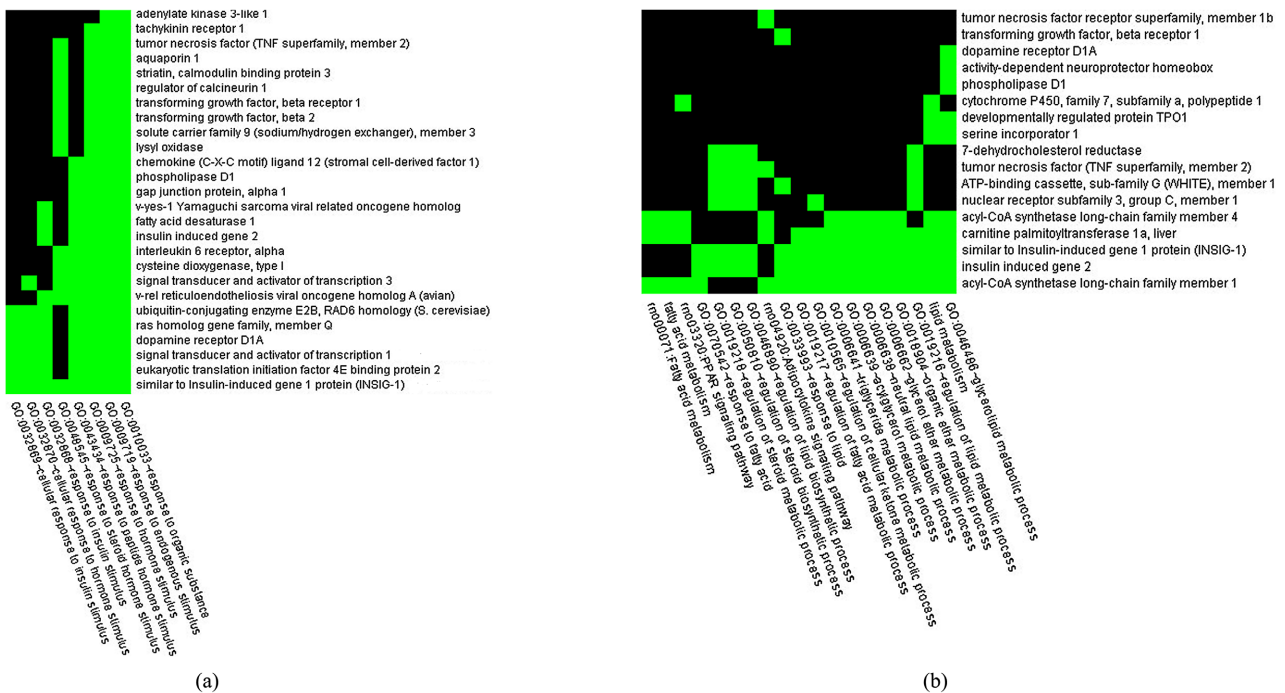 adenylate kinase 3-like 1
tachykinin receptor 1
tumor necrosis factor (TNF superfamily, member 2)
aquaporin 1
striatin, calmodulin binding protein 3
regulator of calcineurin 1
transforming growth factor, beta receptor 1
transforming growth factor, beta 2
solute carrier family 9 (sodium/hydrogen exchanger), member 3
lysyl oxidase
chemokine (C-X-C motif) ligand 12 (stromal cell-derived factor 1)
phospholipase D1
gap junction protein, alpha 1
v-yes-1 Yamaguchi sarcoma viral related oncogene homolog
fatty acid desaturase 1
insulin induced gene 2
interleukin 6 receptor, alpha
cysteine dioxygenase, type I
signal transducer and activator of transcription 3
v-rel reticuloendotheliosis viral oncogene homolog A (avian)
ubiquitin-conjugating enzyme E2B, RAD6 homology (S. cerevisiae)
ras homolog gene family, member Q
dopamine receptor D1A
signal transducer and activator of transcription 1
eukaryotic translation initiation factor 4E binding protein 2
similar to Insulin-induced gene 1 protein (INSIG-1)
GO:0032869~cellular response to insulin stimulus
GO:0032870~cellular response to hormone stimulus
GO:0032868~response to insulin stimulus
GO:0048545~response to steroid hormone stimulus
GO:0043434~response to peptide hormone stimulus
GO:0009725~response to hormone stimulus
GO:0009719~response to endogenous stimulus
GO:0010033~response to organic substance
(a)
tumor necrosis factor receptor superfamily, member 1b
transforming growth factor, beta receptor 1
dopamine receptor D1A
activity-dependent neuroprotector homeobox
phospholipase D1
cytochrome P450, family 7, subfamily a, polypeptide 1
developmentally regulated protein TPO1
serine incorporator 1
7-dehydrocholesterol reductase
tumor necrosis factor (TNF superfamily, member 2)
ATP-binding cassette, sub-family G (WHITE), member 1
nuclear receptor subfamily 3, group C, member 1
acyl-CoA synthetase long-chain family member 4
carnitine palmitoyltransferase 1a, liver
similar to Insulin-induced gene 1 protein (INSIG-1)
insulin induced gene 2
acyl-CoA synthetase long-chain family member 1
rno00071:Fatty acid metabolism
fatty acid metabolism
rno03320:PPAR signaling pathway
GO:0070542~response to fatty acid
GO:0019218~regulation of steroid metabolic process
GO:0050810~regulation of steroid biosynthetic process
GO:0046890~regulation of lipid biosynthetic process
rno04920:Adipocytokine signaling pathway
GO:0033993~response to lipid
GO:0019217~regulation of fatty acid metabolic process
GO:0010565~regulation of cellular ketone metabolic process
GO:0006641~triglyceride metabolic process
GO:0006639~acylglycerol metabolic process
GO:0006638~neutral lipid metabolic process
GO:0006662~glycerol ether metabolic process
GO:0018904~organic ether metabolic process
GO:0019216~regulation of lipid metabolic process
lipid metabolism
GO:0046486~glycerolipid metabolic process
(b)